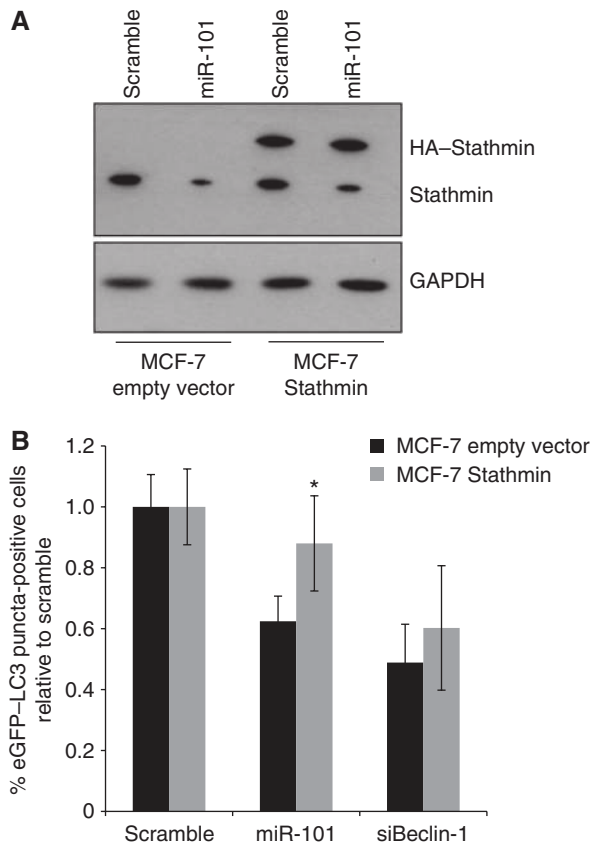 A
Scramble
miR-101
Scramble
miR-101
HA–Stathmin
Stathmin
GAPDH
MCF-7
empty vector
MCF-7
Stathmin
B
% eGFP–LC3 puncta-positive cells
relative to scramble
1.2
1.0
0.8
0.6
0.4
0.2
0
MCF-7 empty vector
MCF-7 Stathmin
*
Scramble
miR-101
siBeclin-1